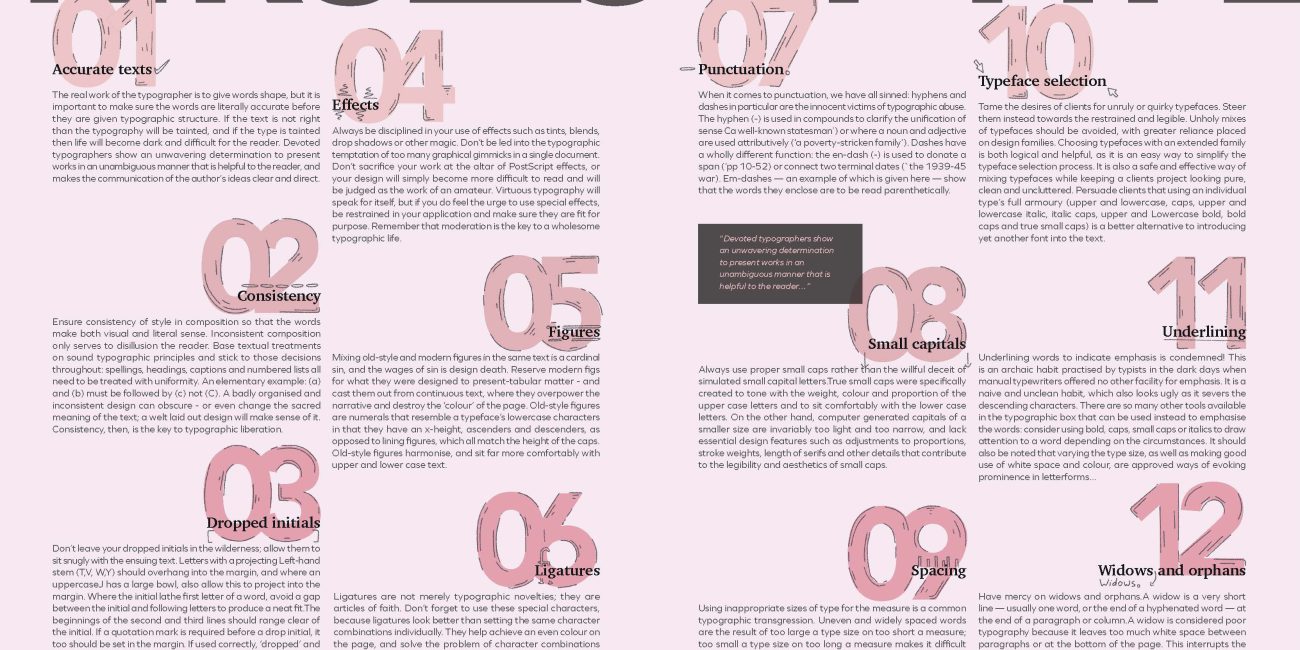 01
Accurate texts
The real work of the typographer is to give words shape, but it is
important to make sure the words are literally accurate before
they are given typographic structure. If the text is not right
than the typography will be tainted, and if the type is tainted
then life will become dark and difficult for the reader. Devoted
typographers show an unwavering determination to present
works in an unambiguous manner that is helpful to the reader, and
makes the communication of the author's ideas clear and direct.
02
Consistency
Ensure consistency of style in composition so that the words
make both visual and literal sense. Inconsistent composition
only serves to disillusion the reader. Base textual treatments
on sound typographic principles and stick to those decisions
throughout: spellings, headings, captions and numbered lists all
need to be treated with uniformity. An elementary example: (a)
and (b) must be followed by (c) not (C). A badly organised and
inconsistent design can obscure - or even change the sacred
meaning of the text; a welt laid out design will make sense of it.
Consistency, then, is the key to typographic liberation.
03
Dropped initials
Don't leave your dropped initials in the wilderness; allow them to
sit snugly with the ensuing text. Letters with a projecting Left-hand
stem (T,V, W,Y) should overhang into the margin, and where an
uppercaseJ has a large bowl, also allow this to project into the
margin. Where the initial lathe first letter of a word, avoid a gap
between the initial and following letters to produce a neat fit.The
beginnings of the second and third lines should range clear of
the initial. If a quotation mark is required before a drop initial, it
too should be set in the margin. If used correctly, 'dropped' and
04
Effects
Always be disciplined in your use of effects such as tints, blends,
drop shadows or other magic. Don't be led into the typographic
temptation of too many graphical gimmicks in a single document.
Don't sacrifice your work at the altar of PostScript effects, or
your design will simply become more difficult to read and will
be judged as the work of an amateur. Virtuous typography will
speak for itself, but if you do feel the urge to use special effects,
be restrained in your application and make sure they are fit for
purpose. Remember that moderation is the key to a wholesome
typographic life.
05
Figures
Mixing old-style and modern figures in the same text is a cardinal
sin, and the wages of sin is design death. Reserve modern figs
for what they were designed to present-tabular matter - and
cast them out from continuous text, where they overpower the
narrative and destroy the 'colour' of the page. Old-style figures
are numerals that resemble a typeface's lowercase characters
in that they have an x-height, ascenders and descenders, as
opposed to lining figures, which all match the height of the caps.
Old-style figures harmonise, and sit far more comfortably with
upper and lower case text.
06
Ligatures
Ligatures are not merely typographic novelties; they are
articles of faith. Don't forget to use these special characters,
because ligatures look better than setting the same character
combinations individually. They help achieve an even colour on
the page, and solve the problem of character combinations
07
Punctuation
When it comes to punctuation, we have all sinned: hyphens and
dashes in particular are the innocent victims of typographic abuse.
The hyphen (-) is used in compounds to clarify the unification of
sense Ca well-known statesman') or where a noun and adjective
are used attributively ('a poverty-stricken family'). Dashes have
a wholly different function: the en-dash (-) is used to donate a
span ('pp 10-52) or connect two terminal dates (`the 1939-45
war). Em-dashes — an example of which is given here — show
that the words they enclose are to be read parenthetically.
"Devoted typographers show
an unwavering determination
to present works in an
unambiguous manner that is
helpful to the reader..."
08
Small capitals
Always use proper small caps rather than the willful deceit of
simulated small capital letters.True small caps were specifically
created to tone with the weight, colour and proportion of the
upper case letters and to sit comfortably with the lower case
letters. On the other hand, computer generated capitals of a
smaller size are invariably too light and too narrow, and lack
essential design features such as adjustments to proportions,
stroke weights, length of serifs and other details that contribute
to the legibility and aesthetics of small caps.
09
Spacing
Using inappropriate sizes of type for the measure is a common
typographic transgression. Uneven and widely spaced words
are the result of too large a type size on too short a measure;
too small a type size on too long a measure makes it difficult
10
Typeface selection
Tame the desires of clients for unruly or quirky typefaces. Steer
them instead towards the restrained and legible. Unholy mixes
of typefaces should be avoided, with greater reliance placed
on design families. Choosing typefaces with an extended family
is both logical and helpful, as it is an easy way to simplify the
typeface selection process. It is also a safe and effective way of
mixing typefaces while keeping a clients project looking pure,
clean and uncluttered. Persuade clients that using an individual
type's full armoury (upper and lowercase, caps, upper and
lowercase italic, italic caps, upper and Lowercase bold, bold
caps and true small caps) is a better alternative to introducing
yet another font into the text.
11
Underlining
Underlining words to indicate emphasis is condemned! This
is an archaic habit practised by typists in the dark days when
manual typewriters offered no other facility for emphasis. It is a
naive and unclean habit, which also looks ugly as it severs the
descending characters. There are so many other tools available
in the typographic box that can be used instead to emphasise
the words: consider using bold, caps, small caps or italics to draw
attention to a word depending on the circumstances. It should
also be noted that varying the type size, as well as making good
use of white space and colour, are approved ways of evoking
prominence in letterforms...
12
Widows and orphans
Widows.
Have mercy on widows and orphans.A widow is a very short
line — usually one word, or the end of a hyphenated word — at
the end of a paragraph or column.A widow is considered poor
typography because it leaves too much white space between
paragraphs or at the bottom of the page. This interrupts the